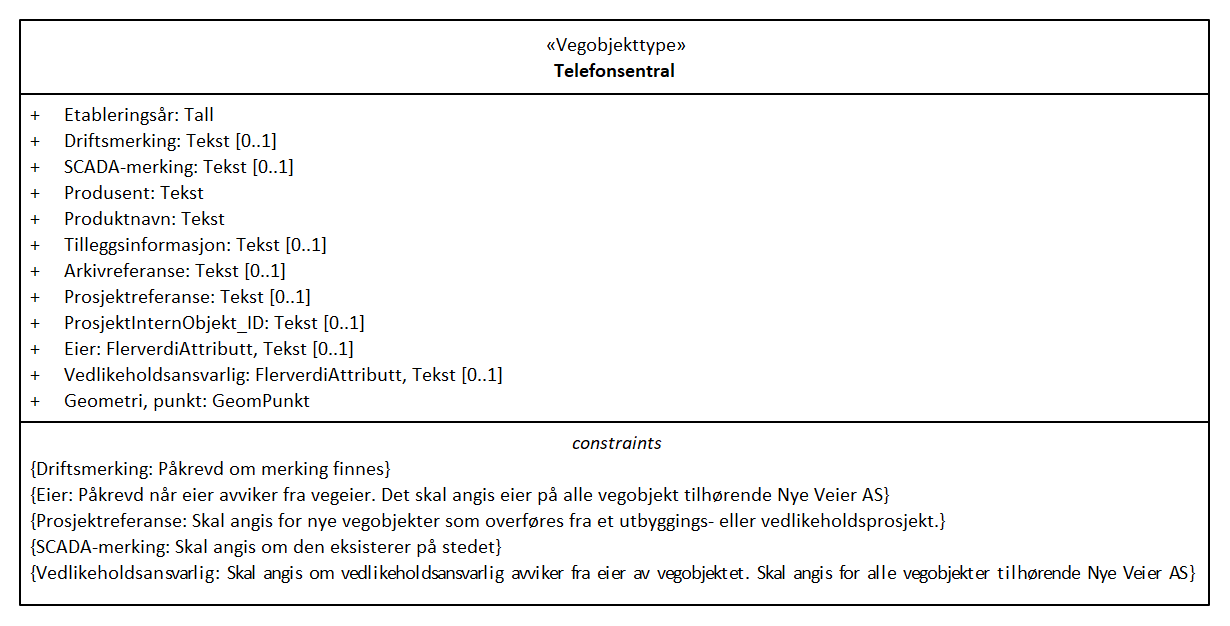 «Vegobjekttype»
Telefonsentral
+ Etableringsår: Tall
+ Driftsmerking: Tekst [0..1]
+ SCADA-merking: Tekst [0..1]
+ Produsent: Tekst
+ Produktnavn: Tekst
+ Tilleggsinformasjon: Tekst [0..1]
+ Arkivreferanse: Tekst [0..1]
+ Prosjektreferanse: Tekst [0..1]
+ ProsjektInternObjekt_ID: Tekst [0..1]
+ Eier: FlerverdiAttributt, Tekst [0..1]
+ Vedlikeholdsansvarlig: FlerverdiAttributt, Tekst [0..1]
+ Geometri, punkt: GeomPunkt
constraints
{Driftsmerking: Påkrevd om merking finnes}
{Eier: Påkrevd når eier avviker fra vegeier. Det skal angis eier på alle vegobjekt tilhørende Nye Veier AS}
{Prosjektreferanse: Skal angis for nye vegobjekter som overføres fra et utbyggings- eller vedlikeholdsprosjekt.}
{SCADA-merking: Skal angis om den eksisterer på stedet}
{Vedlikeholdsansvarlig: Skal angis om vedlikeholdsansvarlig avviker fra eier av vegobjektet. Skal angis for alle vegobjekter tilhørende Nye Veier AS}